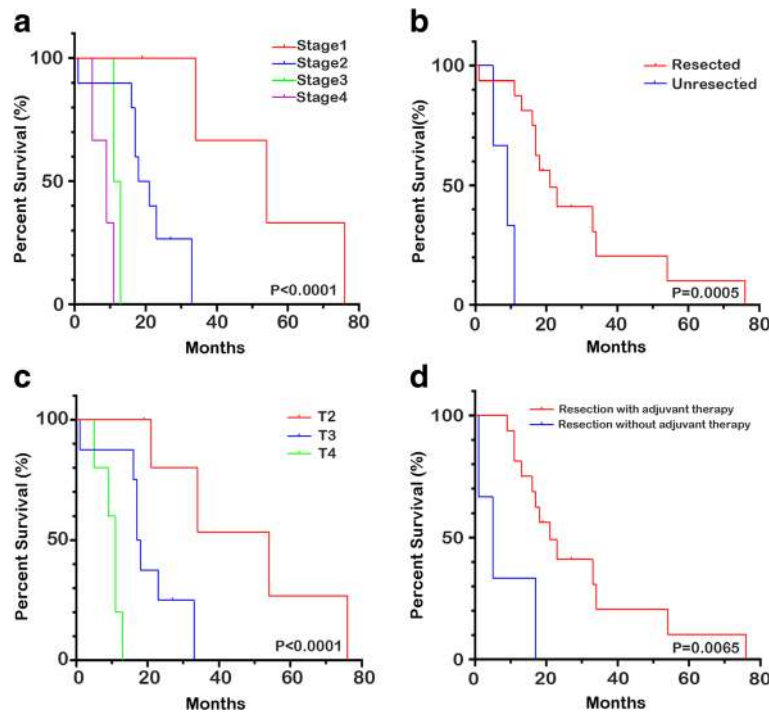 a
Percent Survival (%)
100
50
0
Stage1
Stage2
Stage3
Stage4
P<0.0001
0 20 40 60 80
Months
b
Percent Survival(%)
100
50
0
Resected
Unresected
P=0.0005
0 20 40 60 80
Months
c
Percent Survival (%)
100
50
0
T2
T3
T4
P<0.0001
0 20 40 60 80
Months
d
Percent Survival (%)
100
50
0
Resection with adjuvant therapy
Resection without adjuvant therapy
P=0.0065
0 20 40 60 80
Months